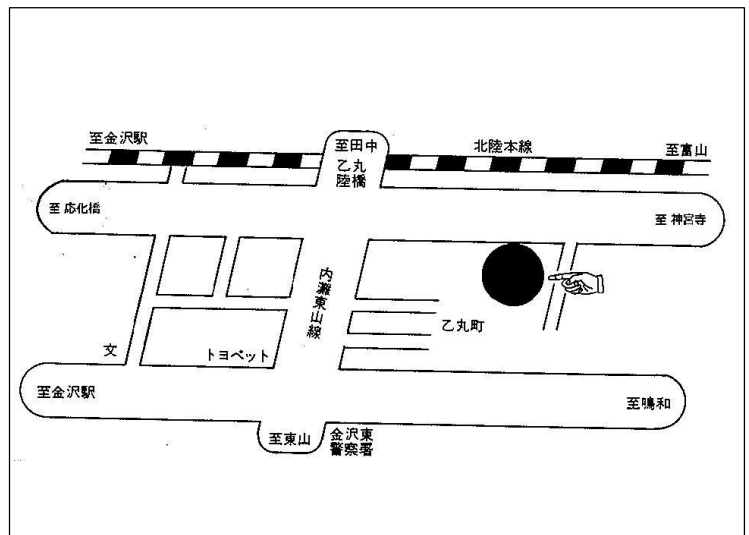 至金沢駅
至田中
北陸本線
至富山
乙丸
陸橋
至応化橋
至神宮寺
内灘東山線
乙丸町
文
トヨペット
至金沢駅
至鳴和
至東山
金沢東
警察署